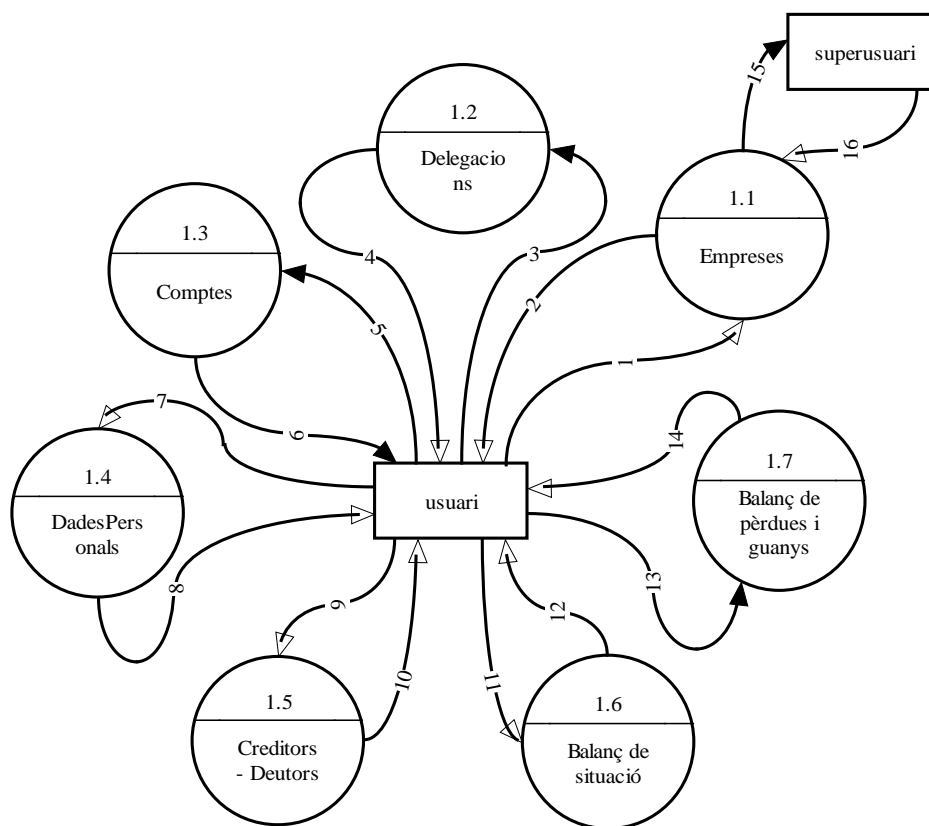 superusuari
15
16
1.2
Delegacio
ns
1.1
Empreses
1.3
Comptes
4
3
2
5
1
6
7
14
1.4
DadesPers
onals
usuari
1.7
Balanç de
pèrdues i
guanys
8
9
10
11
12
13
1.5
Creditors
- Deutors
1.6
Balanç de
situació